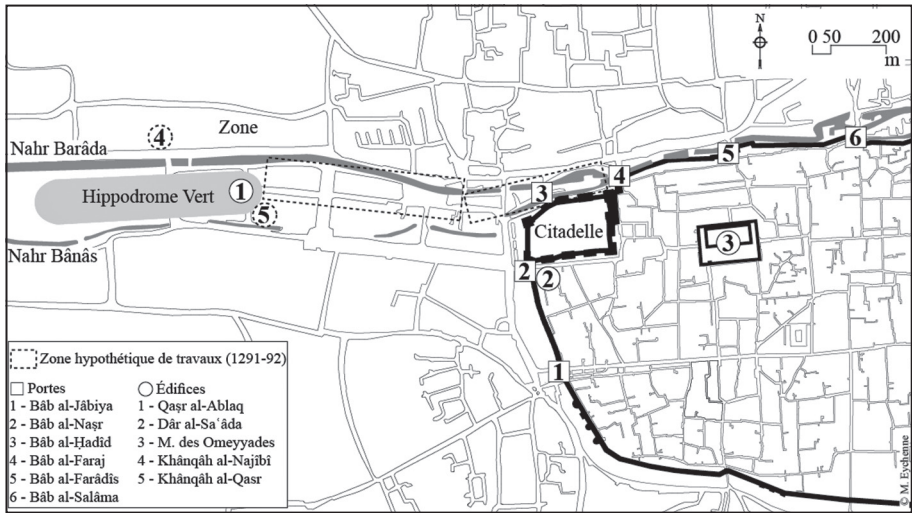 N
0 50 200
m
6
4
Zone
Nahr Barâda
5
4
3
1
Hippodrome Vert
5
Citadelle
3
Nahr Bânâs
2
2
1
Zone hypothétique de travaux (1291-92)
Portes
1 - Bâb al-Jâbiya
2 - Bâb al-Naṣr
3 - Bâb al-Ḥadîd
4 - Bâb al-Faraj
5 - Bâb al-Farâdîs
6 - Bâb al-Salâma
Édifices
1 - Qaṣr al-Ablaq
2 - Dâr al-Saʿâda
3 - M. des Omeyyades
4 - Khânqâh al-Najîbî
5 - Khânqâh al-Qasr
© M. Eychenne